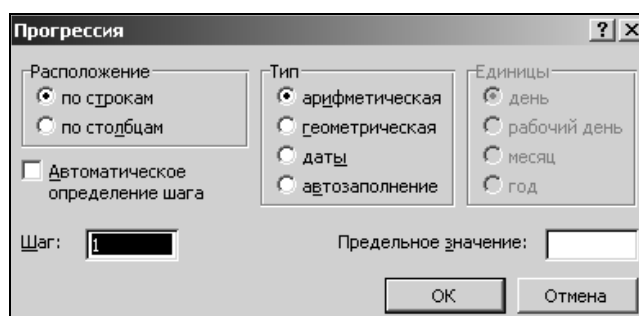 Прогрессия
Расположение
по строкам
по столбцам
Автоматическое
определение шага
Тип
арифметическая
геометрическая
даты
автозаполнение
Единицы
день
рабочий день
месяц
год
Шаг: 1
Предельное значение:
ОК
Отмена